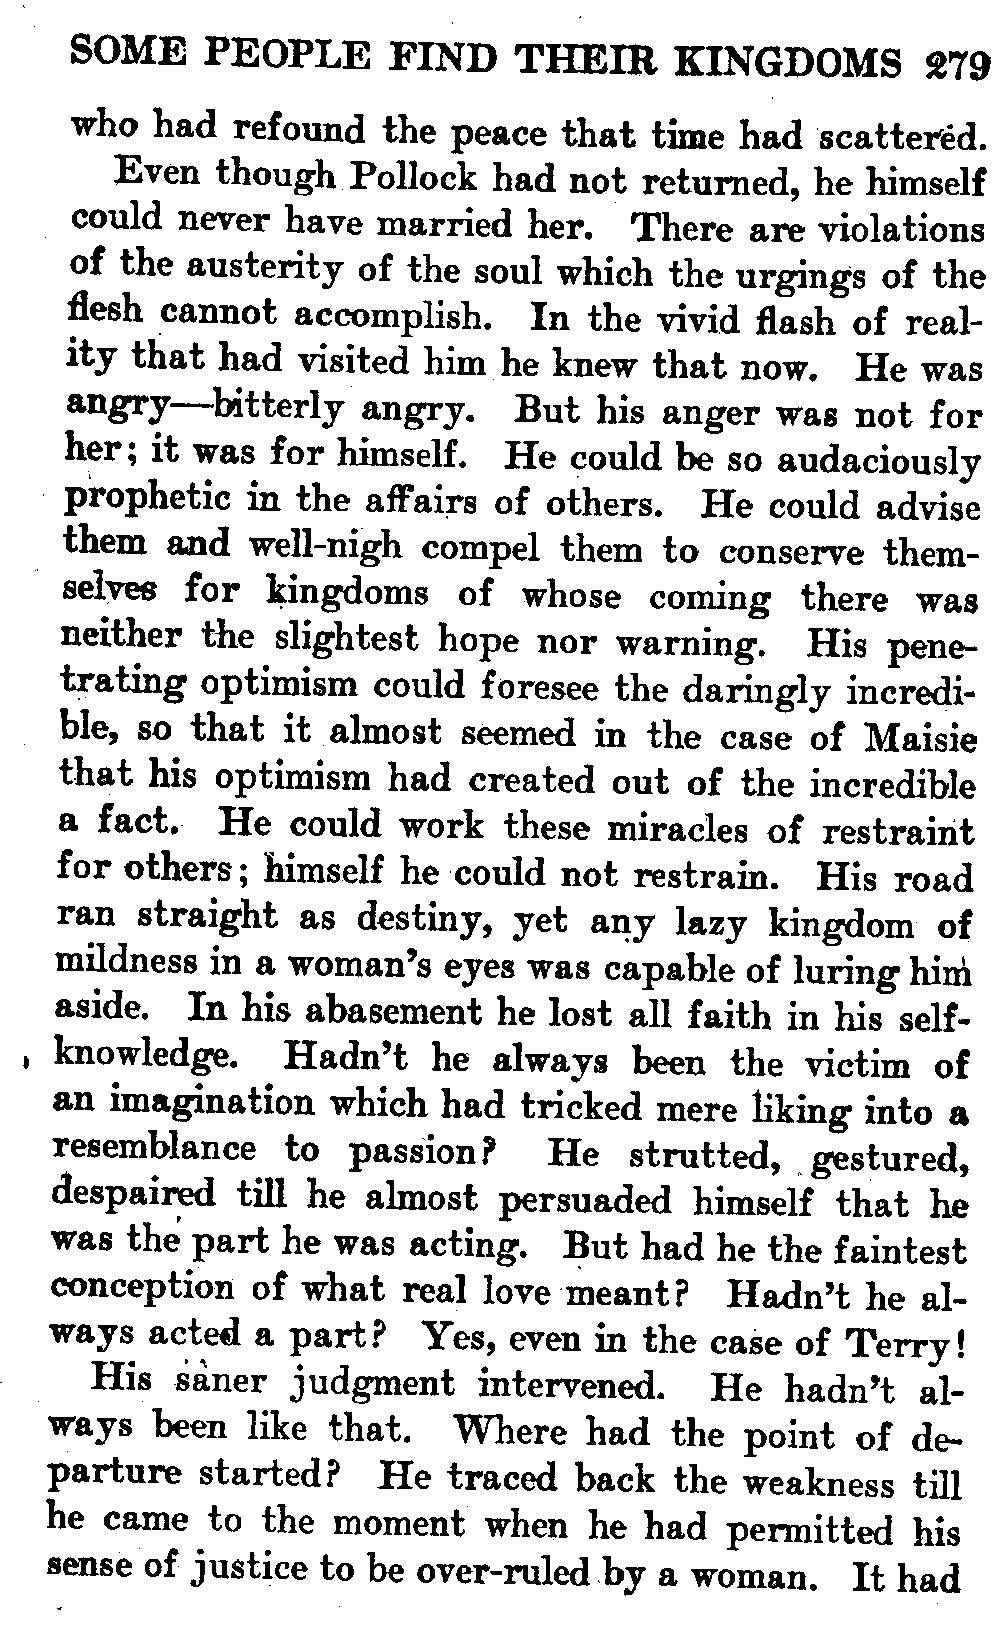 SOME PEOPLE FIND THEIR KINGDOMS 279
who had refound the peace that time had scattered.
Even though Pollock had not returned, he himself
could never have married her. There are violations
of the austerity of the soul which the urgings of the
flesh cannot accomplish. In the vivid flash of real-
ity that had visited him he knew that now. He was
angry—bitterly angry. But his anger was not for
her; it was for himself. He could be so audaciously
prophetic in the affairs of others. He could advise
them and well-nigh compel them to conserve them-
selves for kingdoms of whose coming there was
neither the slightest hope nor warning. His pene-
trating optimism could foresee the daringly incredi-
ble, so that it almost seemed in the case of Maisie
that his optimism had created out of the incredible
a fact. He could work these miracles of restraint
for others; himself he could not restrain. His road
ran straight as destiny, yet any lazy kingdom of
mildness in a woman's eyes was capable of luring him
aside. In his abasement he lost all faith in his self-
knowledge. Hadn't he always been the victim of
an imagination which had tricked mere liking into a
resemblance to passion? He strutted, gestured,
despaired till he almost persuaded himself that he
was the part he was acting. But had he the faintest
conception of what real love meant? Hadn't he al-
ways acted a part? Yes, even in the case of Terry!
His saner judgment intervened. He hadn't al-
ways been like that. Where had the point of de-
parture started? He traced back the weakness till
he came to the moment when he had permitted his
sense of justice to be over-ruled by a woman. It had